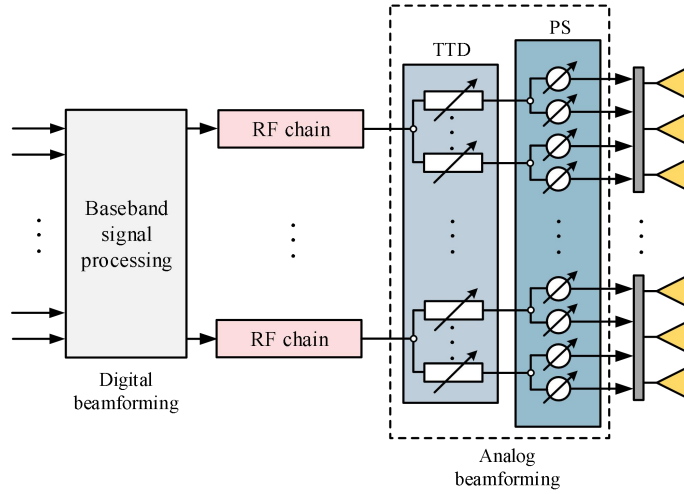 PS
TTD
RF chain
Baseband
signal
processing
RF chain
Digital
beamforming
Analog
beamforming